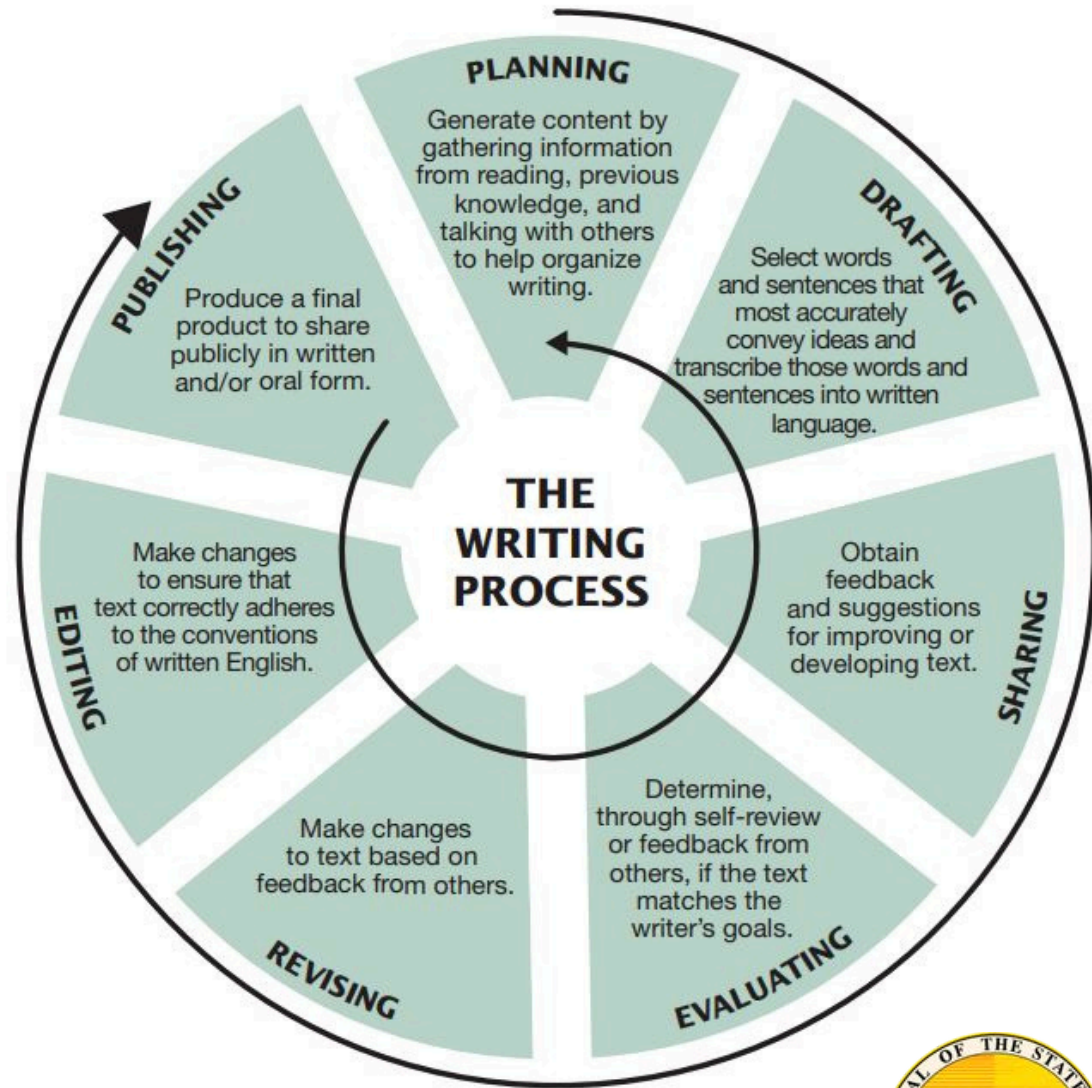 PLANNING
Generate content by
gathering information
from reading, previous
knowledge, and
talking with others
to help organize
writing.
DRAFTING
Select words
and sentences that
most accurately
convey ideas and
transcribe those words and
sentences into written
language.
SHARING
Obtain
feedback
and suggestions
for improving or
developing text.
EVALUATING
Determine,
through self-review
or feedback from
others, if the text
matches the
writer's goals.
REVISING
Make changes
to text based on
feedback from others.
EDITING
Make changes
to ensure that
text correctly adheres
to the conventions
of written English.
PUBLISHING
Produce a final
product to share
publicly in written
and/or oral form.
THE
WRITING
PROCESS
OF THE